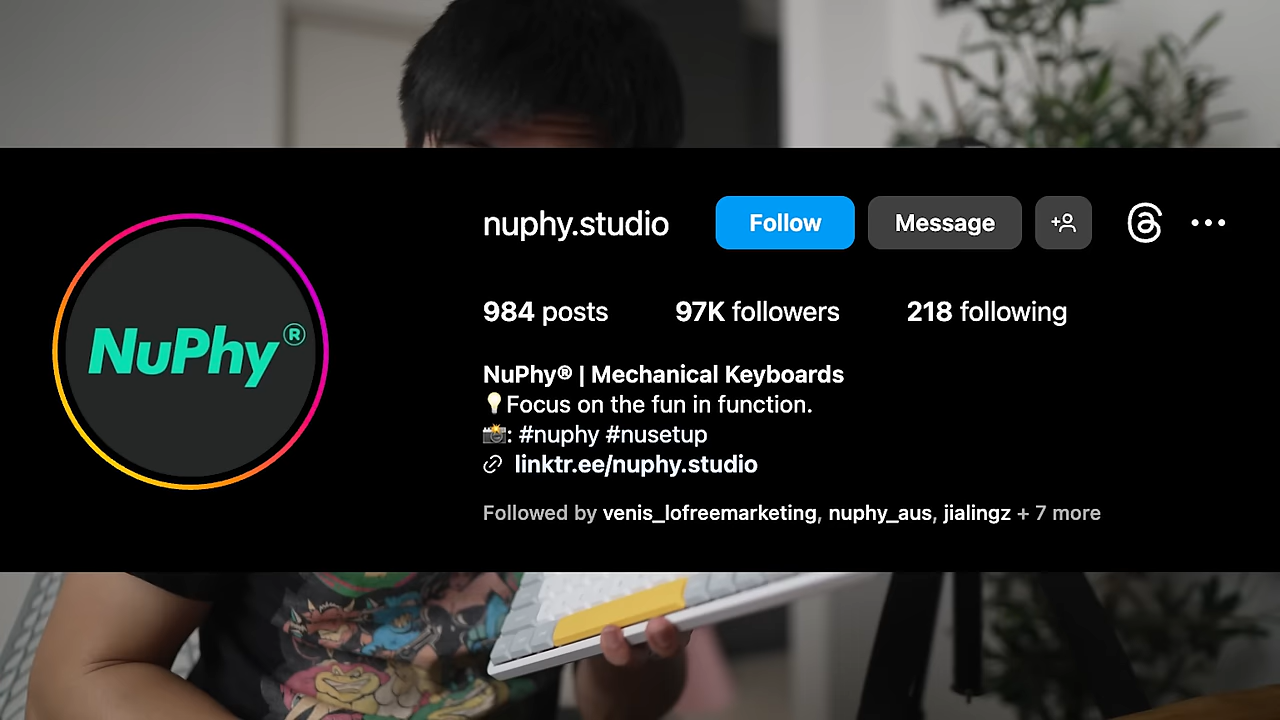 NuPhy®
nuphy.studio Follow Message
984 posts 97K followers 218 following
NuPhy® | Mechanical Keyboards
💡Focus on the fun in function.
📸: #nuphy #nusetup
linktr.ee/nuphy.studio
Followed by venis_lofreemarketing, nuphy_aus, jialingz + 7 more